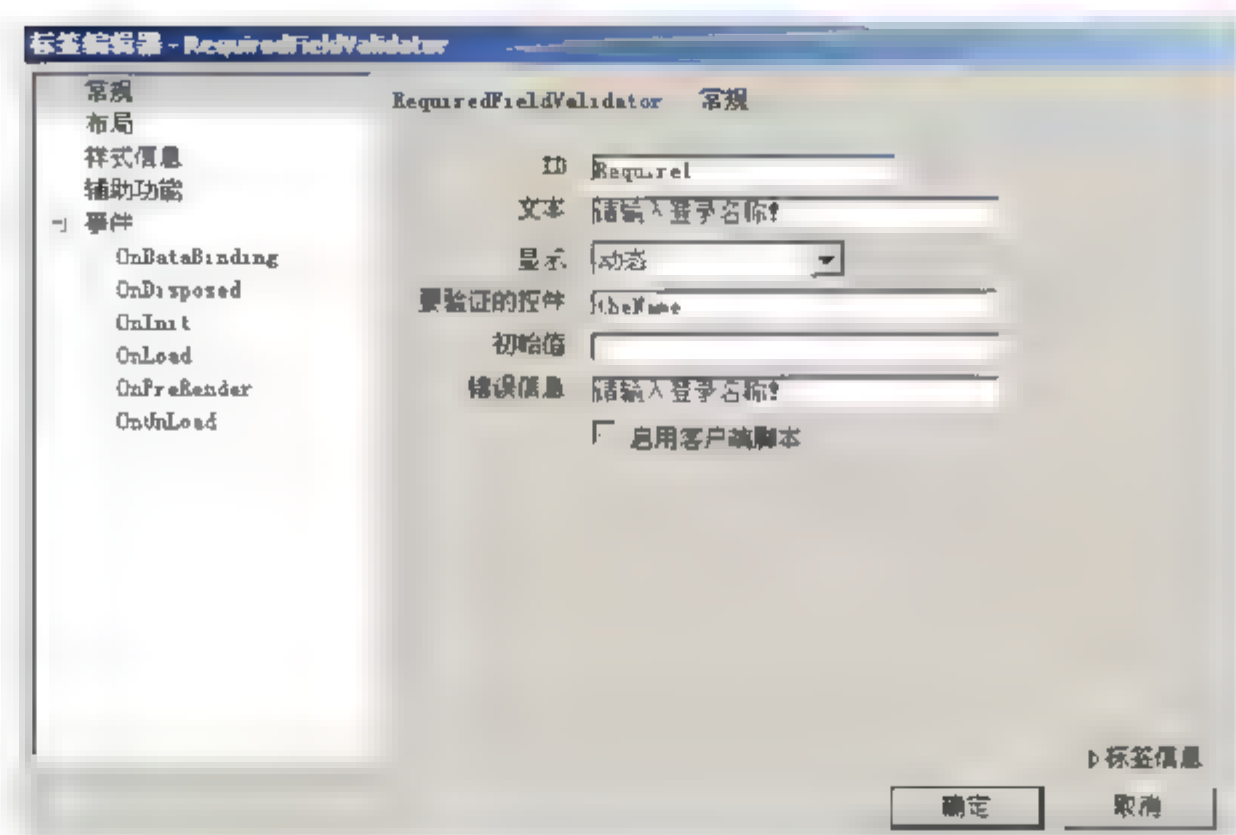 标签编辑器 - RequiredFieldValidator
常规
布局
样式信息
辅助功能
事件
OnDataBinding
OnDisposed
OnInit
OnLoad
OnPreRender
OnUnLoad
RequiredFieldValidator 常规
ID
文本 请输入登录名称!
显示 动态
要验证的控件
初始值
错误信息 请输入登录名称!
启用客户端脚本
标签信息
确定 取消